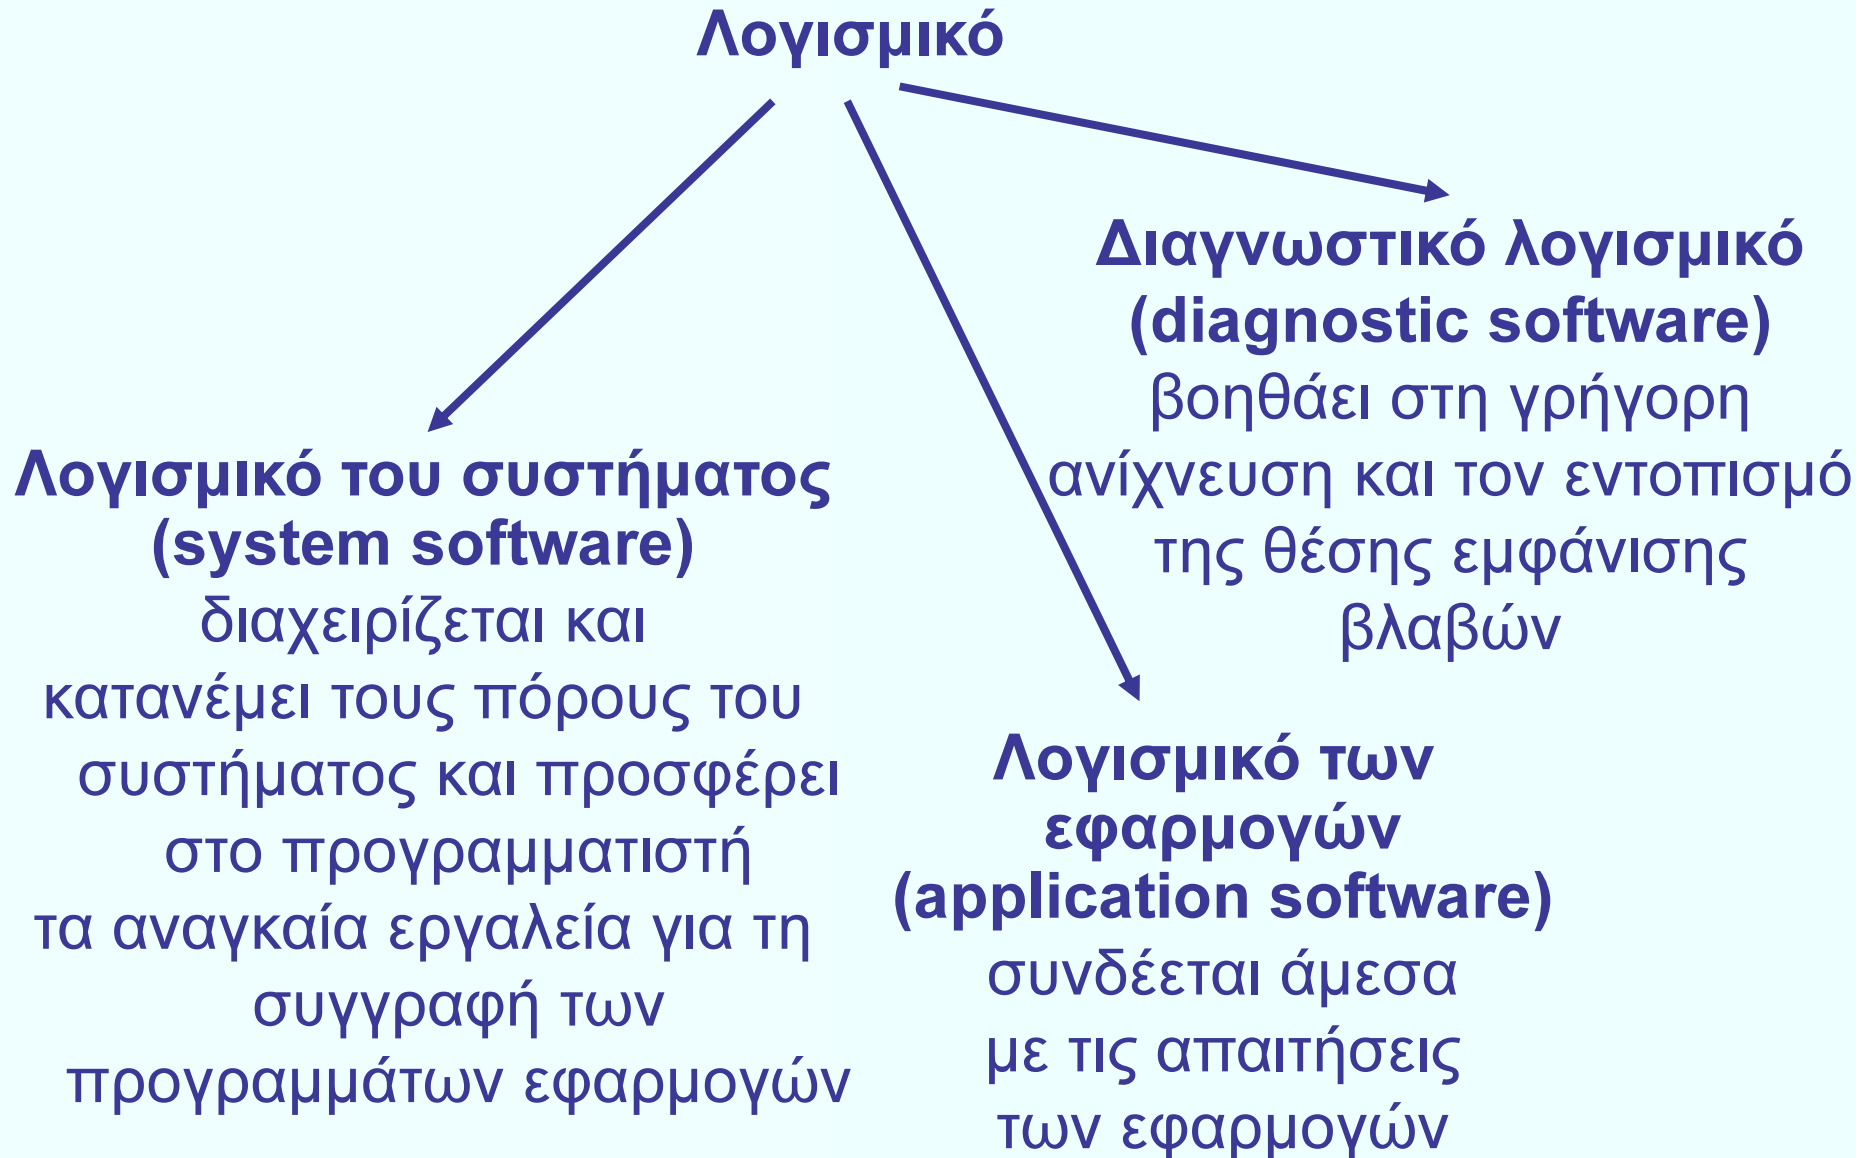 Λογισμικό
Λογισμικό του συστήματος
(system software)
διαχειρίζεται και
κατανέμει τους πόρους του
συστήματος και προσφέρει
στο προγραμματιστή
τα αναγκαία εργαλεία για τη
συγγραφή των
προγραμμάτων εφαρμογών
Λογισμικό των
εφαρμογών
(application software)
συνδέεται άμεσα
με τις απαιτήσεις
των εφαρμογών
Διαγνωστικό λογισμικό
(diagnostic software)
βοηθάει στη γρήγορη
ανίχνευση και τον εντοπισμό
της θέσης εμφάνισης
βλαβών